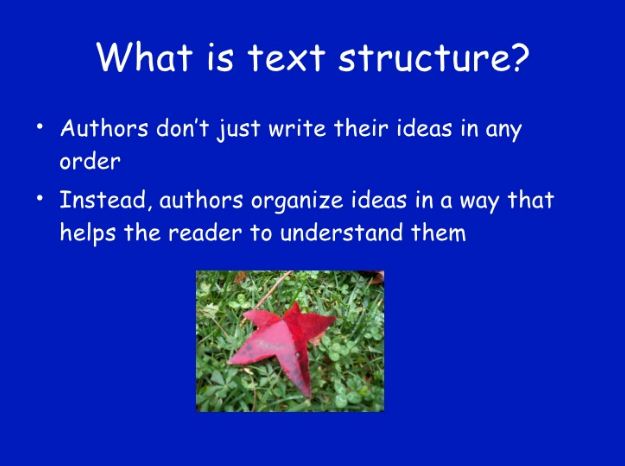 What is text structure?
• Authors don't just write their ideas in any
order
• Instead, authors organize ideas in a way that
helps the reader to understand them